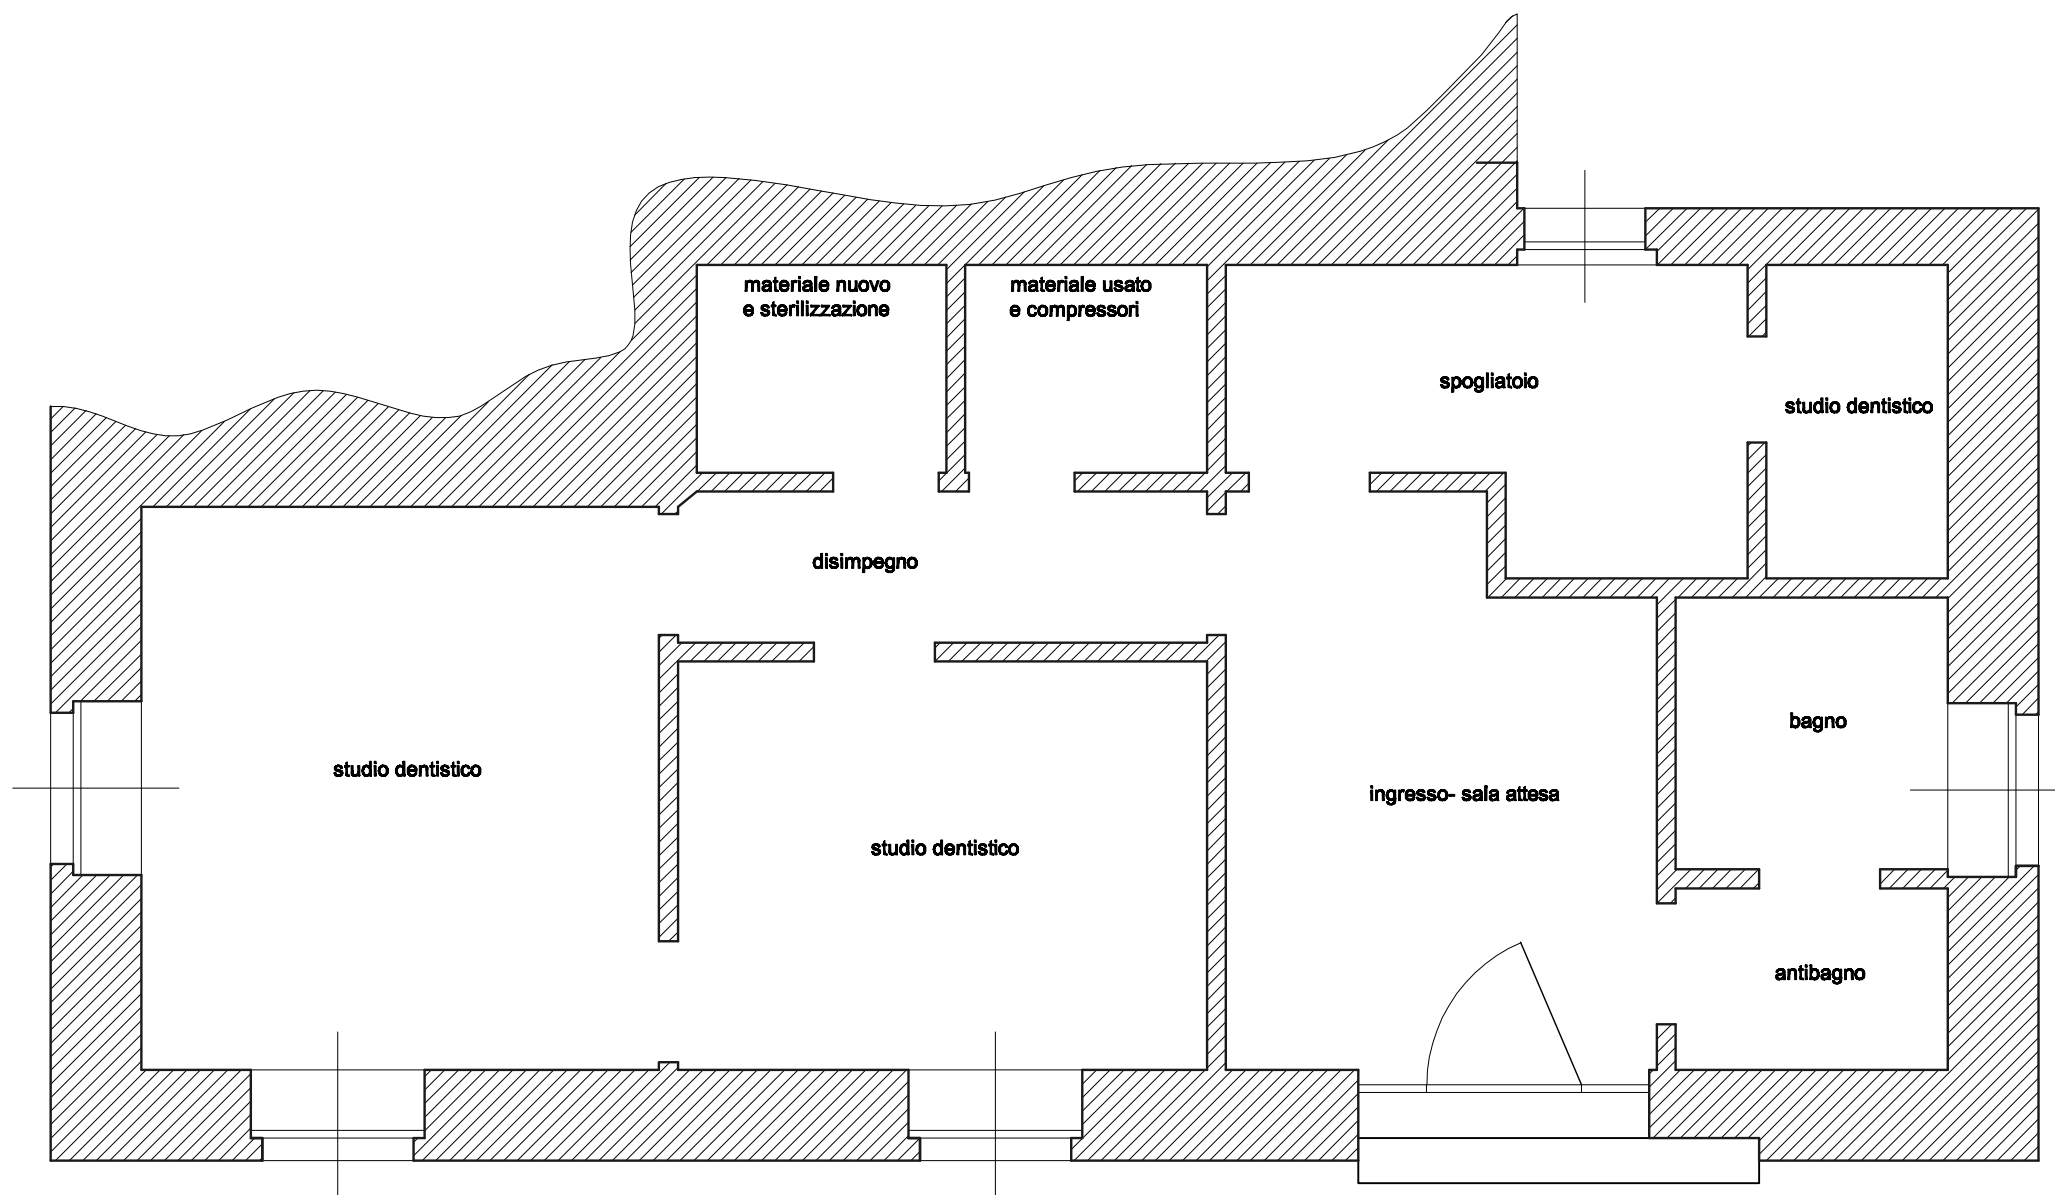 materiale nuovo
e sterilizzazione
materiale usato
e compressori
spogliatoio
studio dentistico
disimpegno
bagno
studio dentistico
ingresso- sala attesa
studio dentistico
antibagno